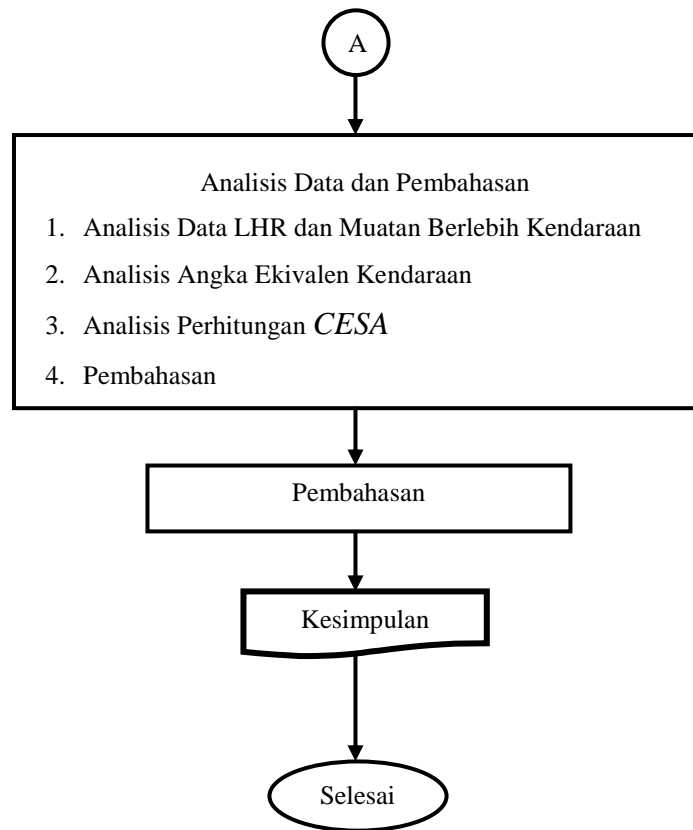 A
Analisis Data dan Pembahasan
1. Analisis Data LHR dan Muatan Berlebih Kendaraan
2. Analisis Angka Ekivalen Kendaraan
3. Analisis Perhitungan CESA
4. Pembahasan
Pembahasan
Kesimpulan
Selesai